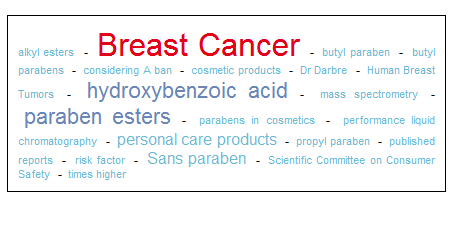 alkyl esters - Breast Cancer - butyl paraben - butyl
parabens - considering A ban - cosmetic products - Dr Darbre - Human Breast
Tumors - hydroxybenzoic acid - mass spectrometry -
paraben esters - parabens in cosmetics - performance liquid
chromatography - personal care products - propyl paraben - published
reports - risk factor - Sans paraben - Scientific Committee on Consumer
Safety - times higher